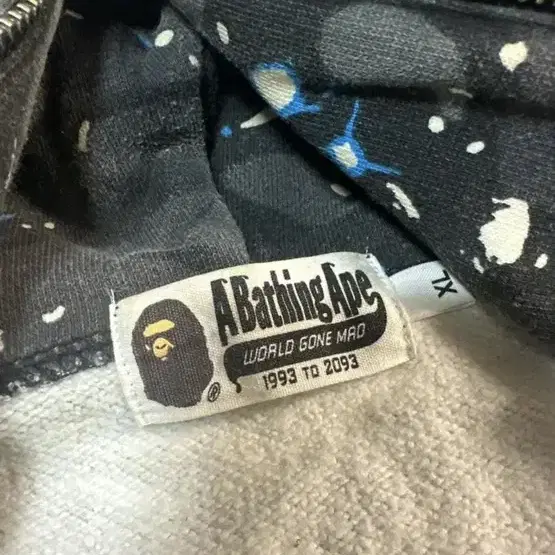 A Bathing Ape
WORLD GONE MAD
1993 TO 2093
®
XL